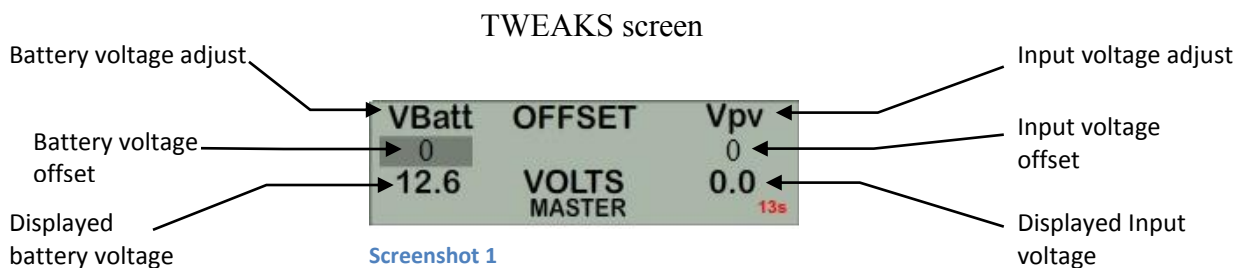 TWEAKS screen
Battery voltage adjust
Input voltage adjust
VBatt OFFSET Vpv
Battery voltage
offset
0 0
Input voltage
offset
12.6 VOLTS 0.0
MASTER 13s
Displayed
battery voltage
Displayed Input
voltage
Screenshot 1